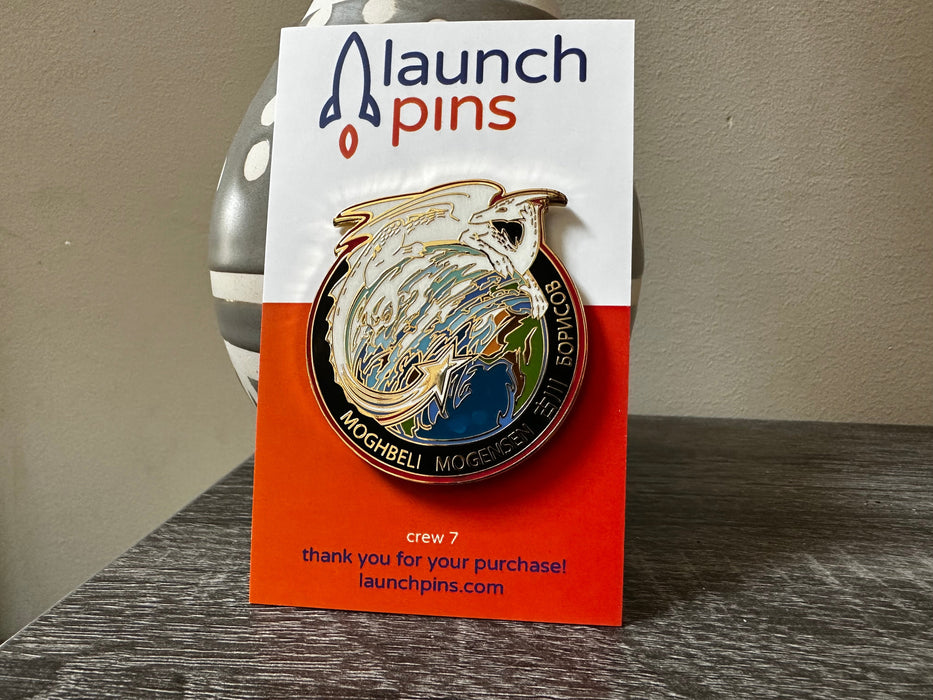 launch
pins
MOGHBELI MOGENSEN 古川 БОРИСОВ
crew 7
thank you for your purchase!
launchpins.com